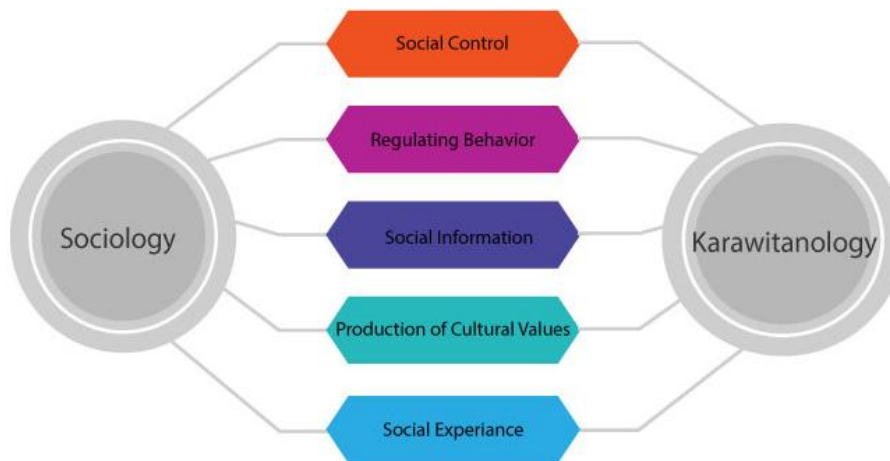 Social Control
Regulating Behavior
Sociology
Social Information
Karawitanology
Production of Cultural Values
Social Experiance